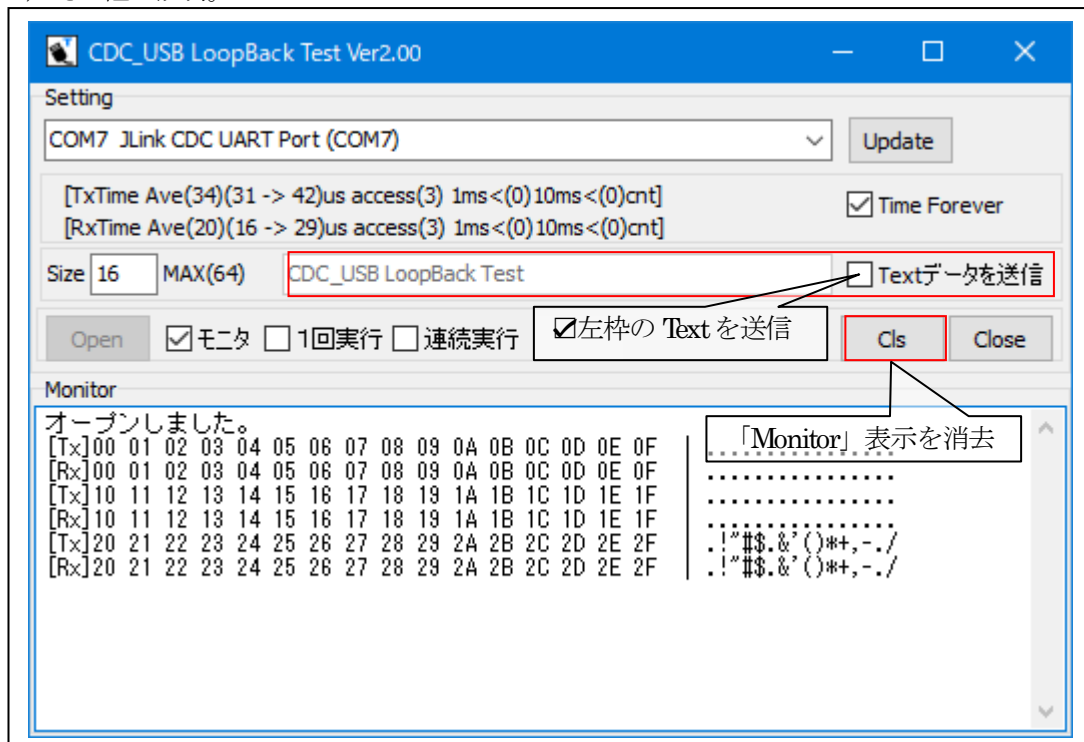 CDC_USB LoopBack Test Ver2.00
Setting
COM7 JLink CDC UART Port (COM7)
Update
[TxTime Ave(34)(31 -> 42)us access(3) 1ms<(0)10ms<(0)cnt]
Time Forever
[RxTime Ave(20)(16 -> 29)us access(3) 1ms<(0)10ms<(0)cnt]
Size 16 MAX(64) CDC_USB LoopBack Test Textデータを送信
Open モニタ 1回実行 連続実行 ☑左枠の Text を送信 Cls Close
Monitor
オープンしました。
「Monitor」表示を消去
[Tx]00 01 02 03 04 05 06 07 08 09 0A 0B 0C 0D 0E 0F | ................
[Rx]00 01 02 03 04 05 06 07 08 09 0A 0B 0C 0D 0E 0F | ................
[Tx]10 11 12 13 14 15 16 17 18 19 1A 1B 1C 1D 1E 1F | ................
[Rx]10 11 12 13 14 15 16 17 18 19 1A 1B 1C 1D 1E 1F | ................
[Tx]20 21 22 23 24 25 26 27 28 29 2A 2B 2C 2D 2E 2F | .!"#$.&'()*+,-./
[Rx]20 21 22 23 24 25 26 27 28 29 2A 2B 2C 2D 2E 2F | .!"#$.&'()*+,-./